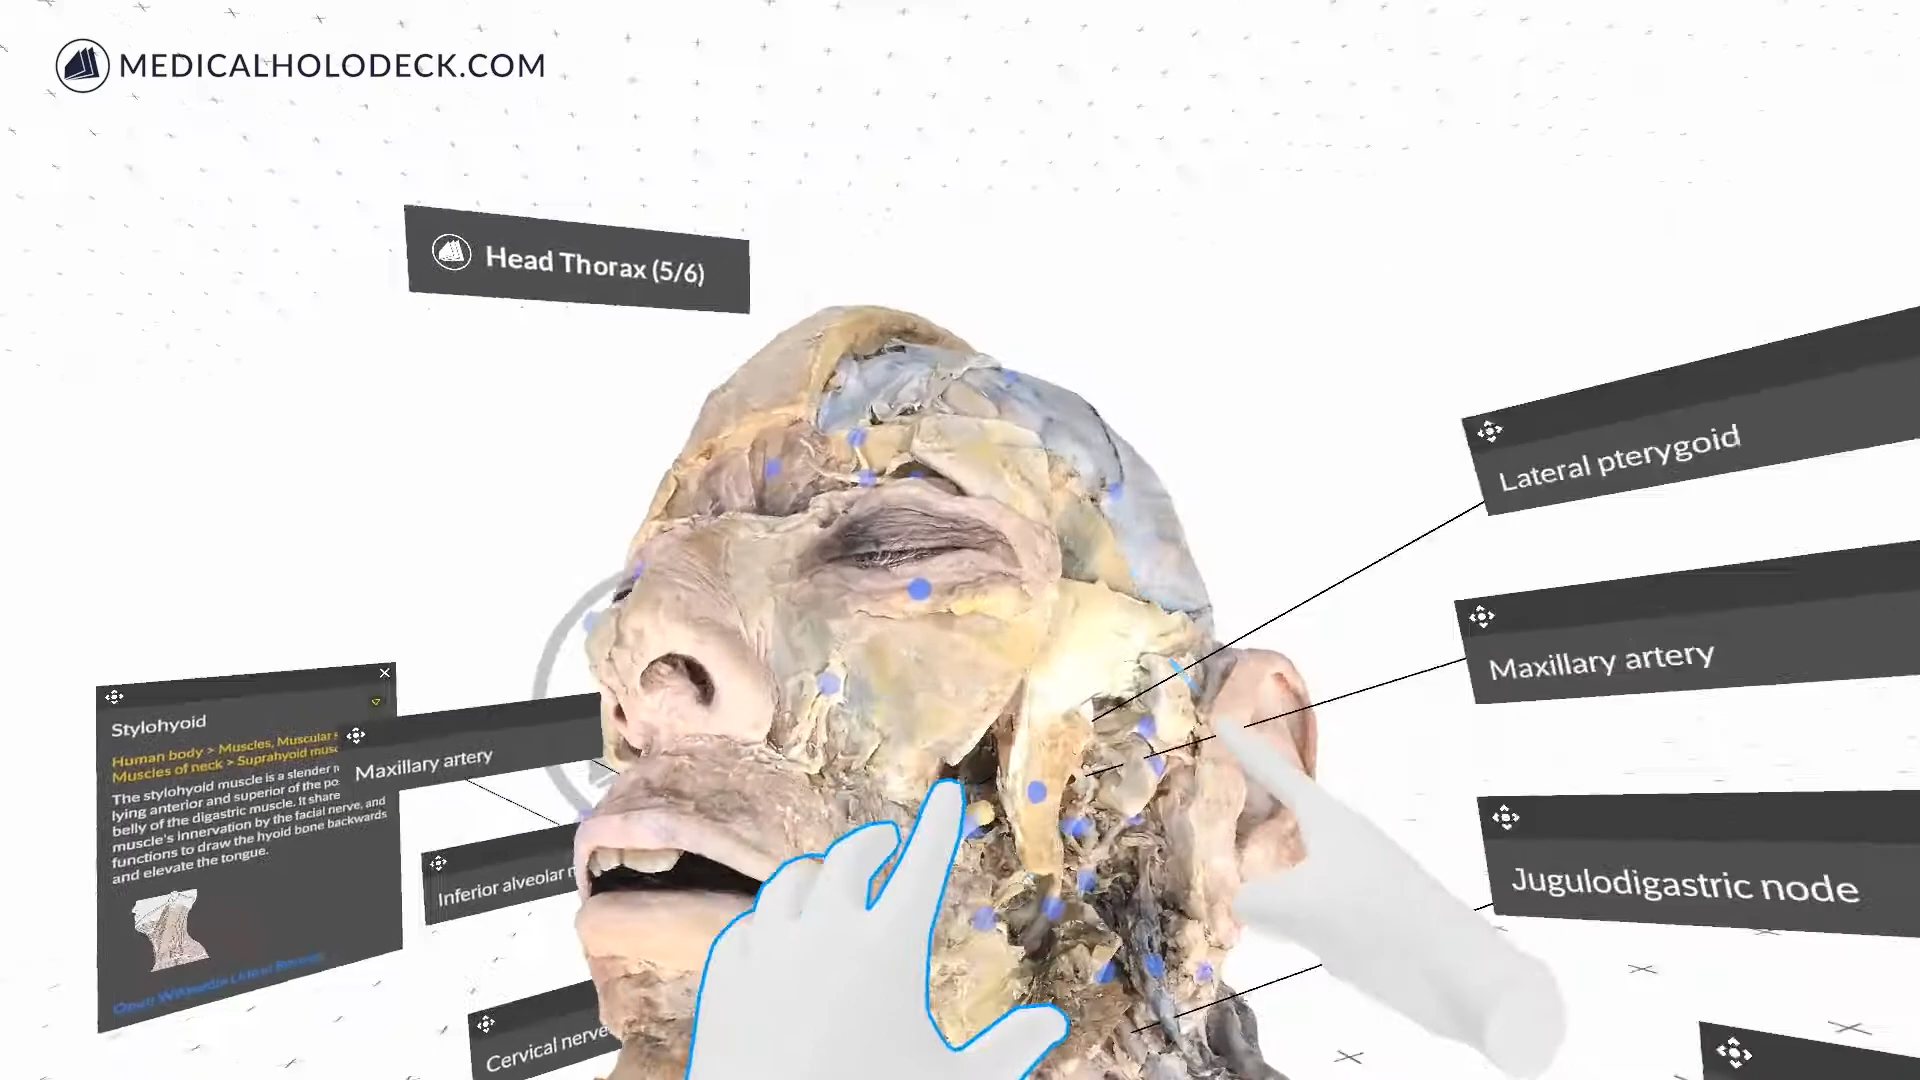 MEDICALHOLODECK.COM
Head Thorax (5/6)
Lateral pterygoid
Maxillary artery
Jugulodigastric node
Stylohyoid
Human body > Muscles, Muscular
Muscles of neck > Suprahyoid
The stylohyoid muscle is a slender
lying anterior and superior of the
belly of the digastric muscle. It share
muscle's innervation by the facial nerve, and
functions to draw the hyoid bone backwards
and elevate the tongue.
Open
Maxillary artery
Inferior alveolar
Cervical nerve